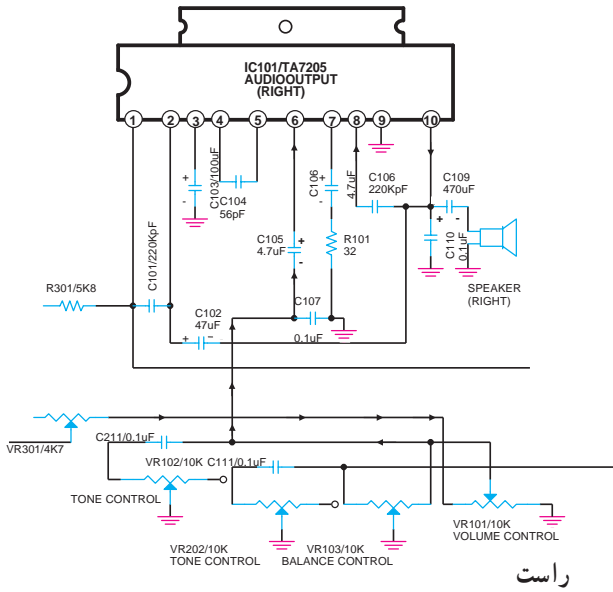 IC101/TA7205
AUDIOOUTPUT
(RIGHT)
1
2
3
4
5
6
7
8
9
10
+
-
C103/100uF
C104
56pF
C105
4.7uF
+
-
C106
+
-
R101
32
4.7uF
C106
220KpF
C109
470uF
+
-
C110
0.1uF
SPEAKER
(RIGHT)
R301/5K8
C101/220KpF
C102
47uF
+
-
C107
0.1uF
VR301/4K7
C211/0.1uF
VR102/10K
C111/0.1uF
TONE CONTROL
VR202/10K
TONE CONTROL
VR103/10K
BALANCE CONTROL
VR101/10K
VOLUME CONTROL
راست